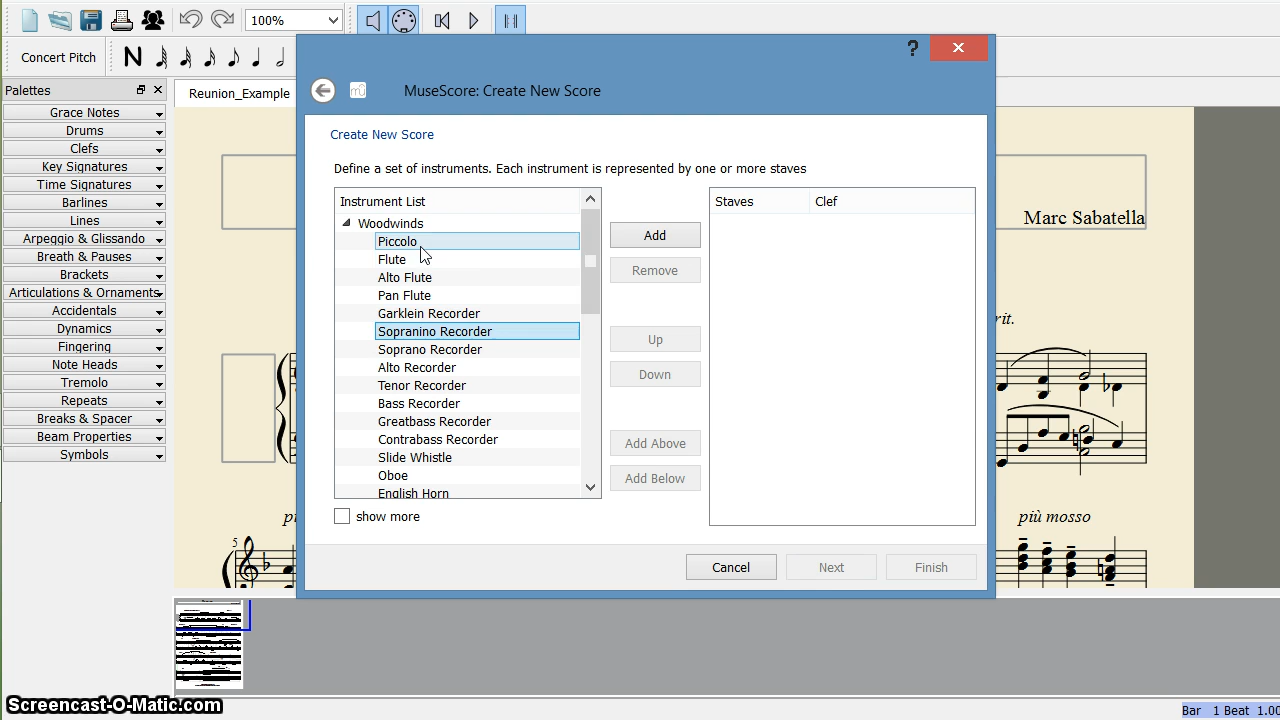 100%
Concert Pitch
Palettes
Grace Notes
Drums
Clefs
Key Signatures
Time Signatures
Barlines
Lines
Arpeggio & Glissando
Breath & Pauses
Brackets
Articulations & Ornaments
Accidentals
Dynamics
Fingering
Note Heads
Tremolo
Repeats
Breaks & Spacer
Beam Properties
Symbols
Reunion_Example
?
MuseScore: Create New Score
Create New Score
Define a set of instruments. Each instrument is represented by one or more staves
Instrument List
Woodwinds
Piccolo
Flute
Alto Flute
Pan Flute
Garklein Recorder
Sopranino Recorder
Soprano Recorder
Alto Recorder
Tenor Recorder
Bass Recorder
Greatbass Recorder
Contrabass Recorder
Slide Whistle
Oboe
English Horn
show more
Add
Remove
Up
Down
Add Above
Add Below
Staves Clef
Cancel Next Finish
Marc Sabatella
rit.
più mosso
5
Screencast-O-Matic.com
Bar 1 Beat 1.00